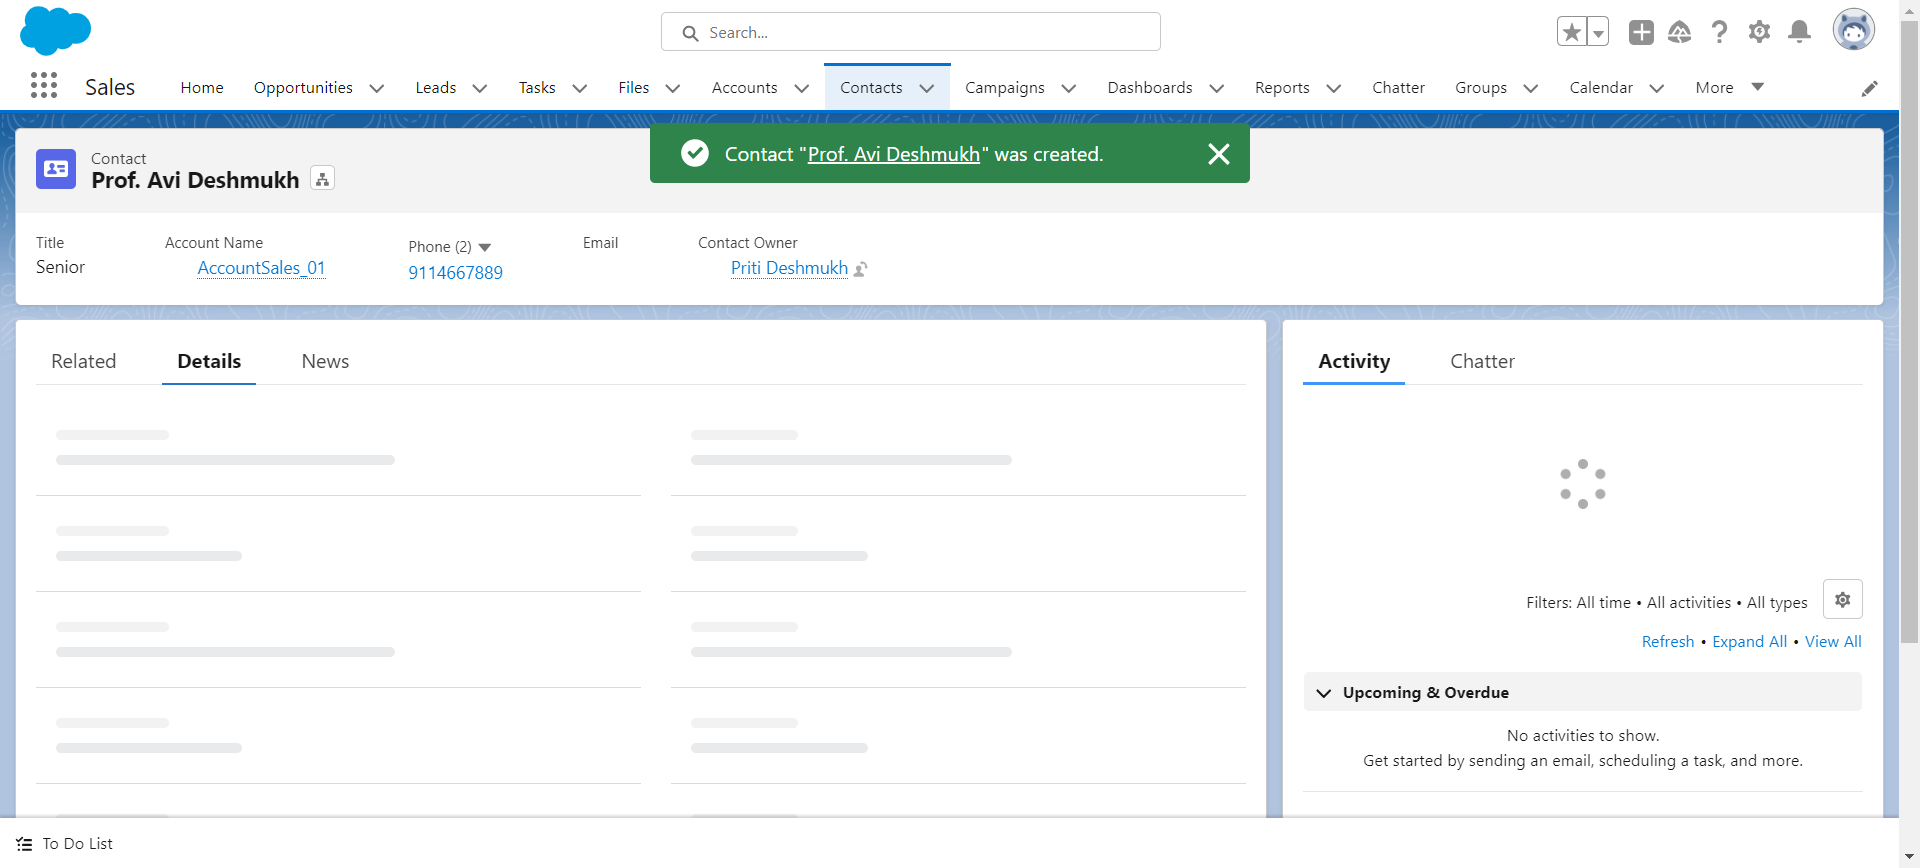 Search...
Sales
Home
Opportunities
Leads
Tasks
Files
Accounts
Contacts
Campaigns
Dashboards
Reports
Chatter
Groups
Calendar
More
Contact "Prof. Avi Deshmukh" was created.
Contact
Prof. Avi Deshmukh
Title
Senior
Account Name
AccountSales_01
Phone (2)
9114667889
Email
Contact Owner
Priti Deshmukh
Related
Details
News
Activity
Chatter
Filters: All time • All activities • All types
Refresh • Expand All • View All
Upcoming & Overdue
No activities to show.
Get started by sending an email, scheduling a task, and more.
To Do List